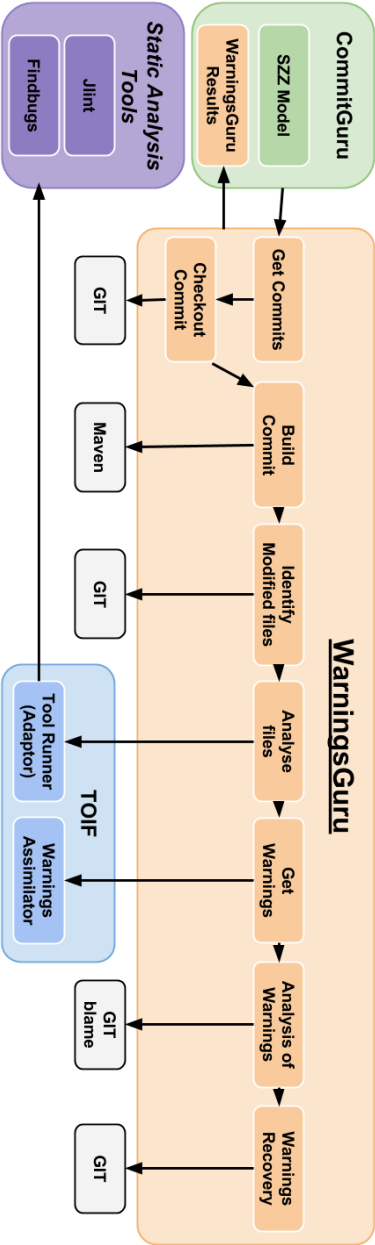 CommitGuru
SZZ Model
WarningsGuru
Results
WarningsGuru
Get Commits
Checkout
Commit
Build
Commit
Identify
Modified files
Analyse
files
Get
Warnings
Analysis of
Warnings
Warnings
Recovery
GIT
Maven
GIT
GIT
blame
GIT
Static Analysis
Tools
Jlint
Findbugs
TOIF
Tool Runner
(Adaptor)
Warnings
Assimilator